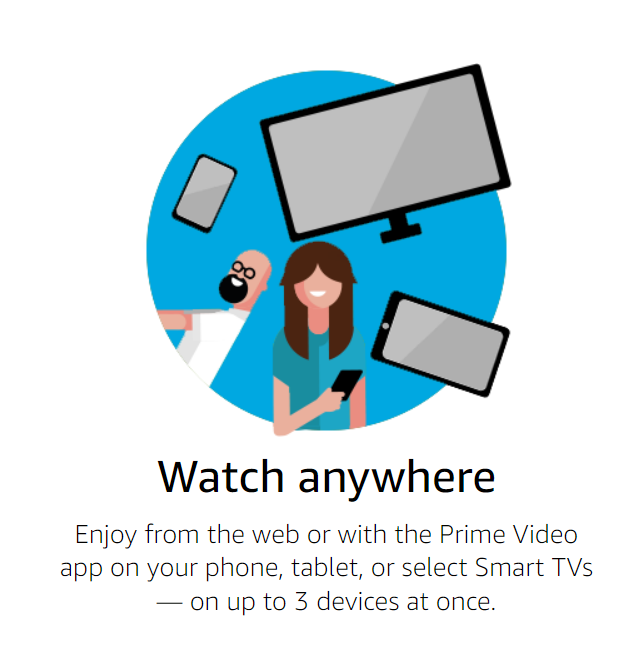 Watch anywhere
Enjoy from the web or with the Prime Video
app on your phone, tablet, or select Smart TVs
— on up to 3 devices at once.